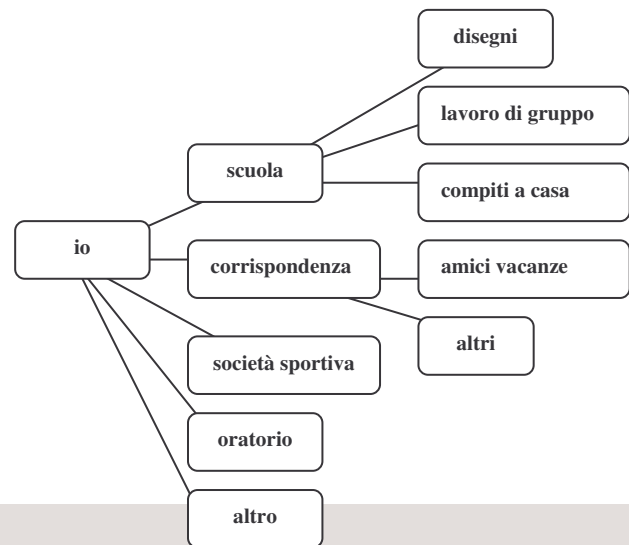 disegni
lavoro di gruppo
scuola
compiti a casa
io
corrispondenza
amici vacanze
altri
società sportiva
oratorio
altro